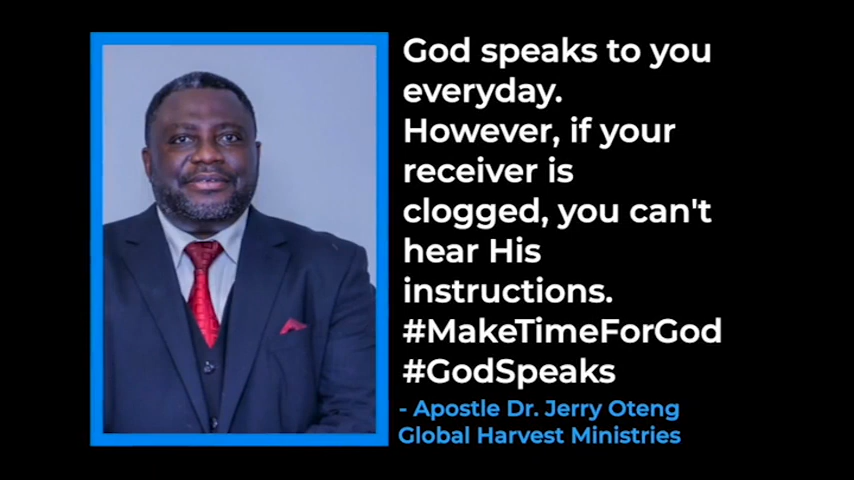 God speaks to you
everyday.
However, if your
receiver is
clogged, you can't
hear His
instructions.
#MakeTimeForGod
#GodSpeaks
- Apostle Dr. Jerry Oteng
Global Harvest Ministries